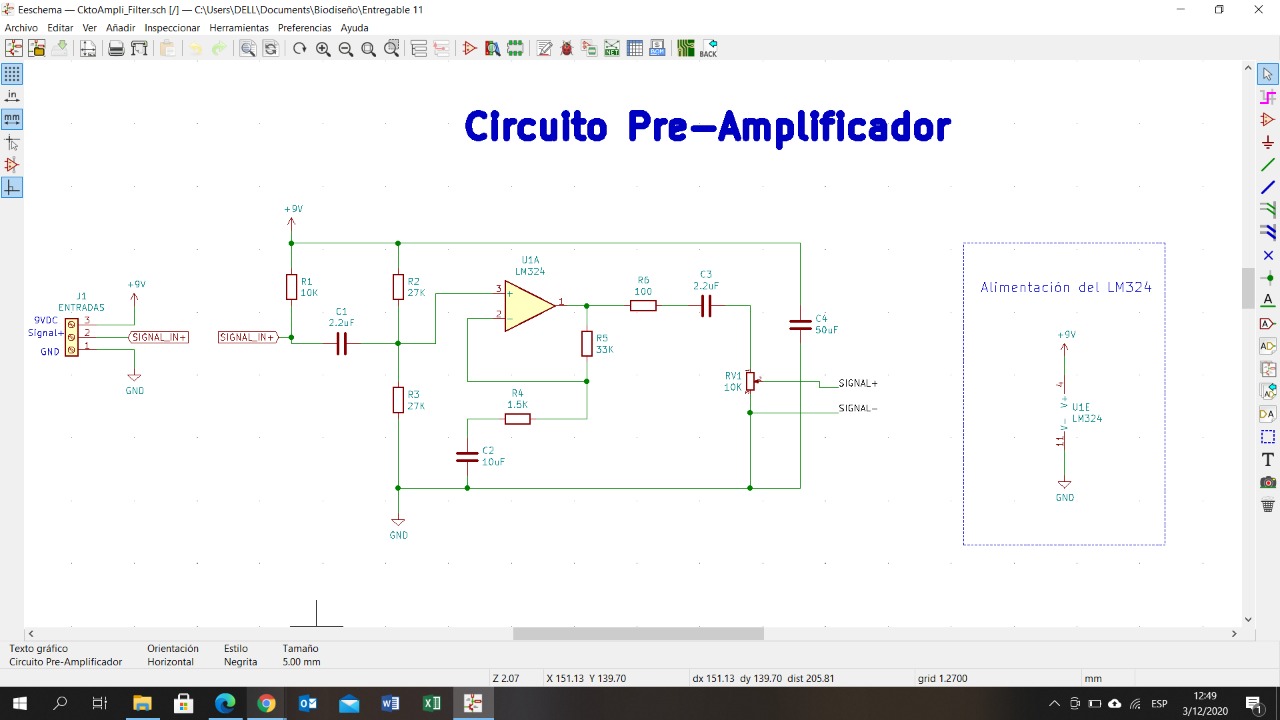 Eeschema — CktoAmpli_Filter.sch [/] — C:\Users\DELL\Documents\Biodiseño\Entregable 11
Archivo Editar Ver Añadir Inspeccionar Herramientas Preferencias Ayuda
BACK
in
mm
Circuito Pre-Amplificador
+9V
J1
ENTRADAS
+9V
9VDC 3
Signal+ 2
GND 1
SIGNAL_IN+
GND
SIGNAL_IN+
R1
10K
C1
2.2uF
R2
27K
R3
27K
GND
U1A
LM324
3
+
2
−
1
R5
33K
R4
1.5K
C2
10uF
R6
100
C3
2.2uF
RV1
10K
C4
50uF
SIGNAL+
SIGNAL-
Alimentación del LM324
+9V
4
V+
U1E
LM324
V-
11
GND
Texto gráfico Orientación Estilo Tamaño
Circuito Pre-Amplificador Horizontal Negrita 5.00 mm
Z 2.07 X 151.13 Y 139.70 dx 151.13 dy 139.70 dist 205.81 grid 1.2700 mm
ESP
12:49
3/12/2020